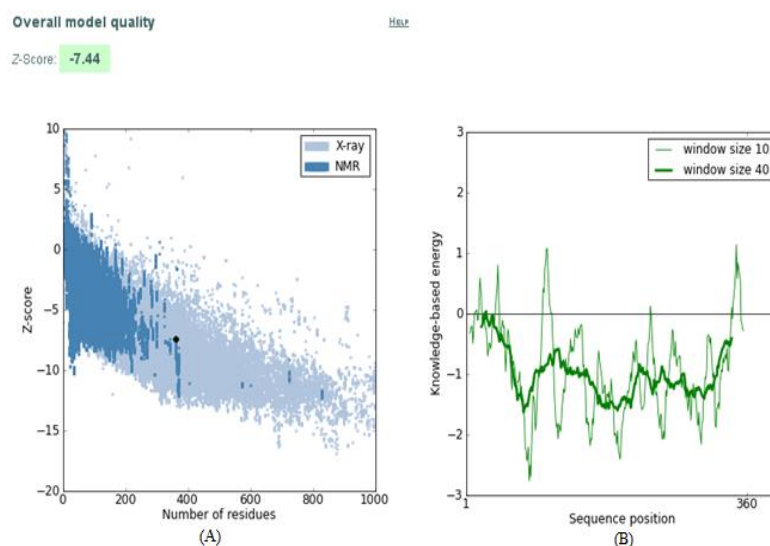 Overall model quality
Help
Z-Score: -7.44
10
5
0
−5
−10
−15
−20
Z-score
X-ray
NMR
0
200
400
600
800
1000
Number of residues
(A)
3
2
1
0
−1
−2
−3
Knowledge-based energy
window size 10
window size 40
1
360
Sequence position
(B)